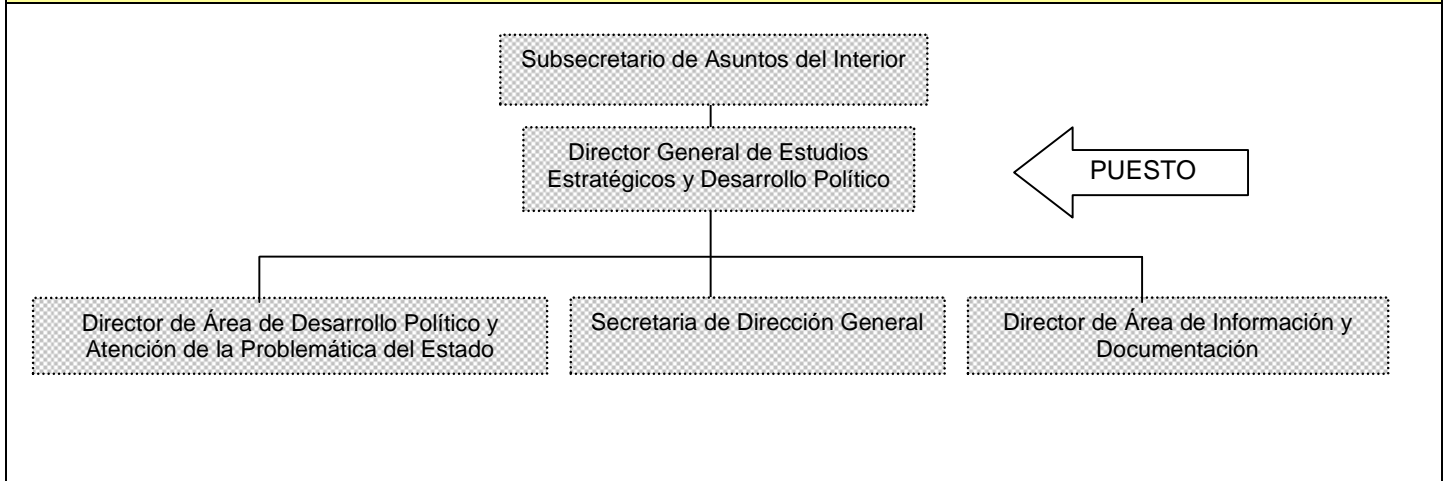 Subsecretario de Asuntos del Interior
Director General de Estudios
Estratégicos y Desarrollo Político
PUESTO
Director de Área de Desarrollo Político y
Atención de la Problemática del Estado
Secretaria de Dirección General
Director de Área de Información y
Documentación